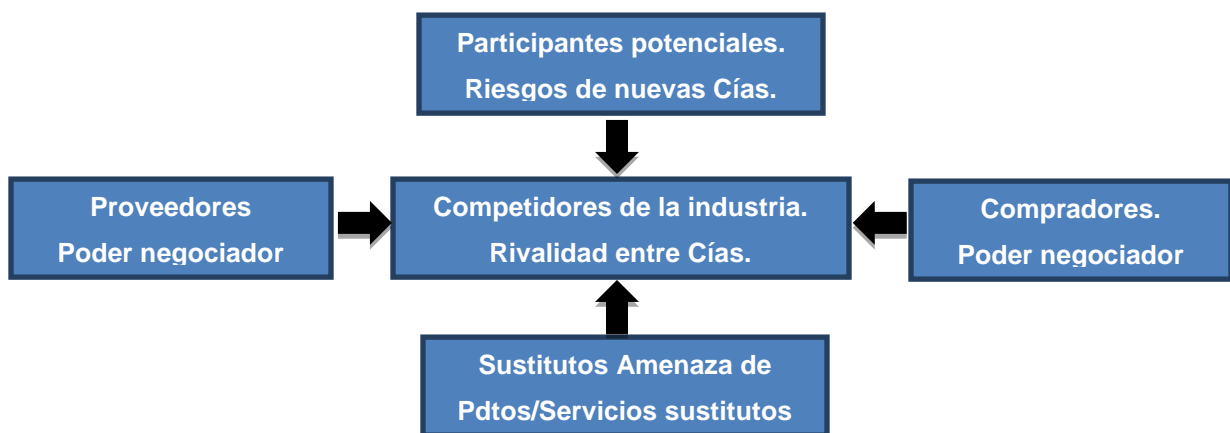 Participantes potenciales.
Riesgos de nuevas Cías.
Proveedores
Poder negociador
Competidores de la industria.
Rivalidad entre Cías.
Compradores.
Poder negociador
Sustitutos Amenaza de
Pdtos/Servicios sustitutos